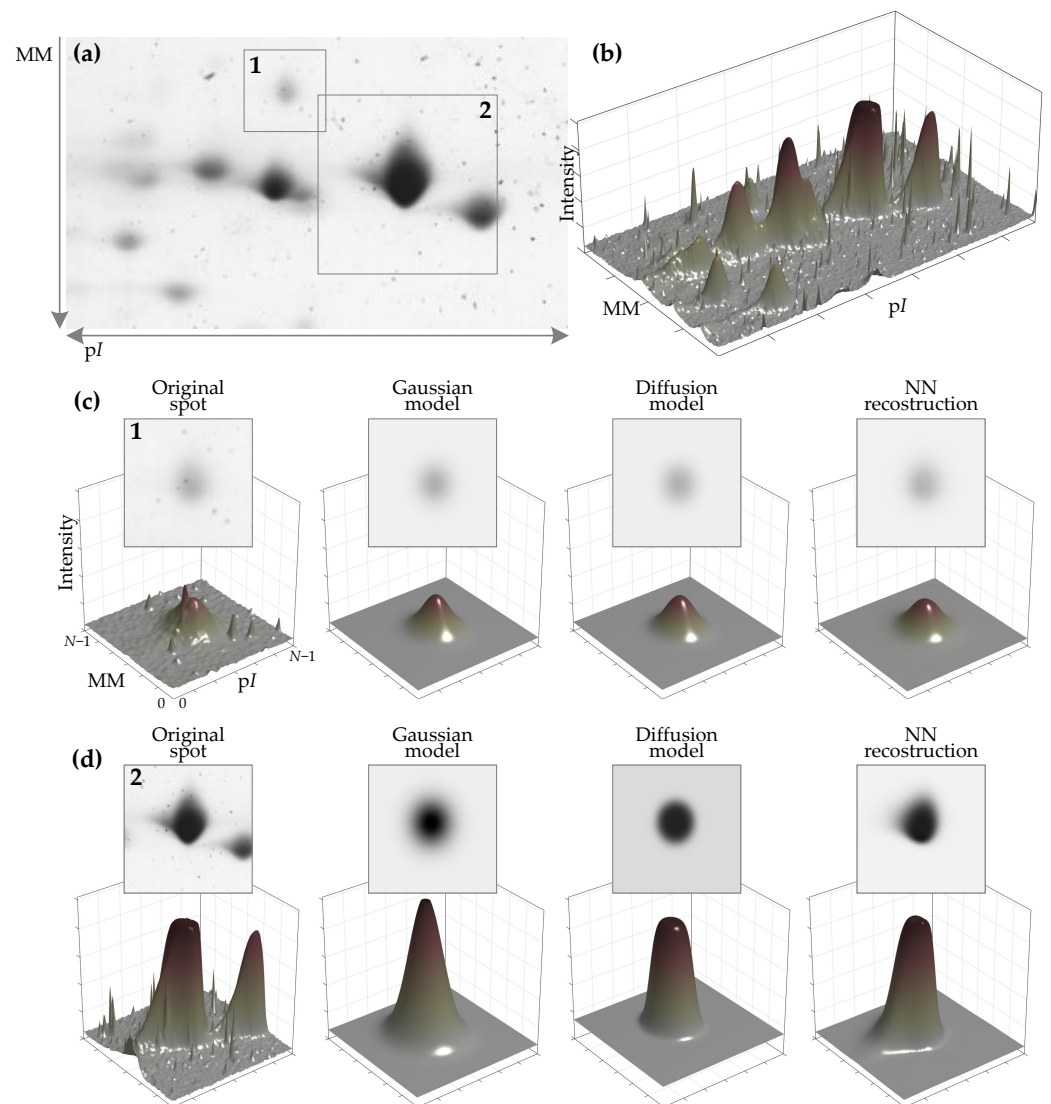 MM
(a)
1
2
pI
(b)
Intensity
MM
pI
(c)
Original
spot
Gaussian
model
Diffusion
model
NN
recostruction
1
Intensity
N−1
MM
0
0
pI
N−1
(d)
Original
spot
Gaussian
model
Diffusion
model
NN
recostruction
2